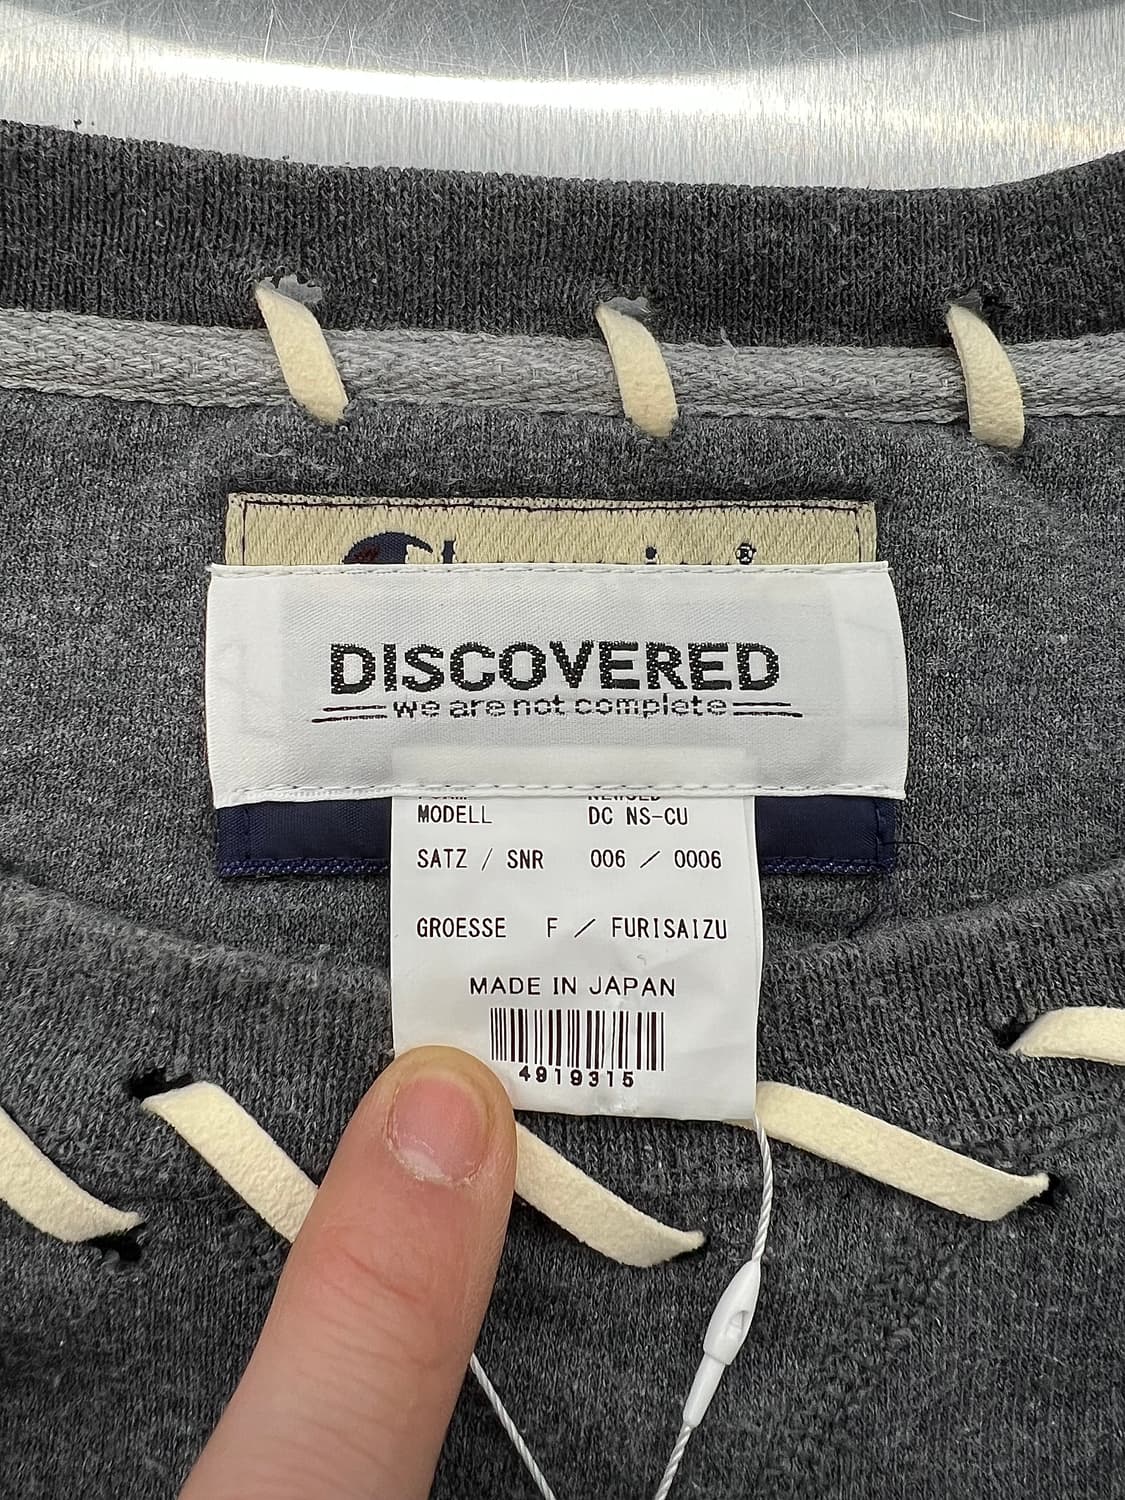 DISCOVERED
we are not complete
MODELL DC NS-CU
SATZ / SNR 006 / 0006
GROESSE F / FURISAIZU
MADE IN JAPAN
4919315